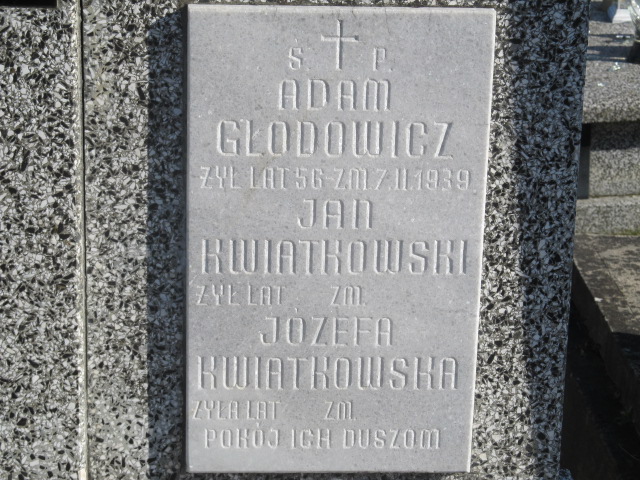 Ś. P.
ADAM
GŁODOWICZ
ŻYŁ LAT 56 - ZM. 7.II.1939.
JAN
KWIATKOWSKI
ŻYŁ LAT ZM.
JÓZEFA
KWIATKOWSKA
ŻYŁA LAT ZM.
POKÓJ ICH DUSZOM